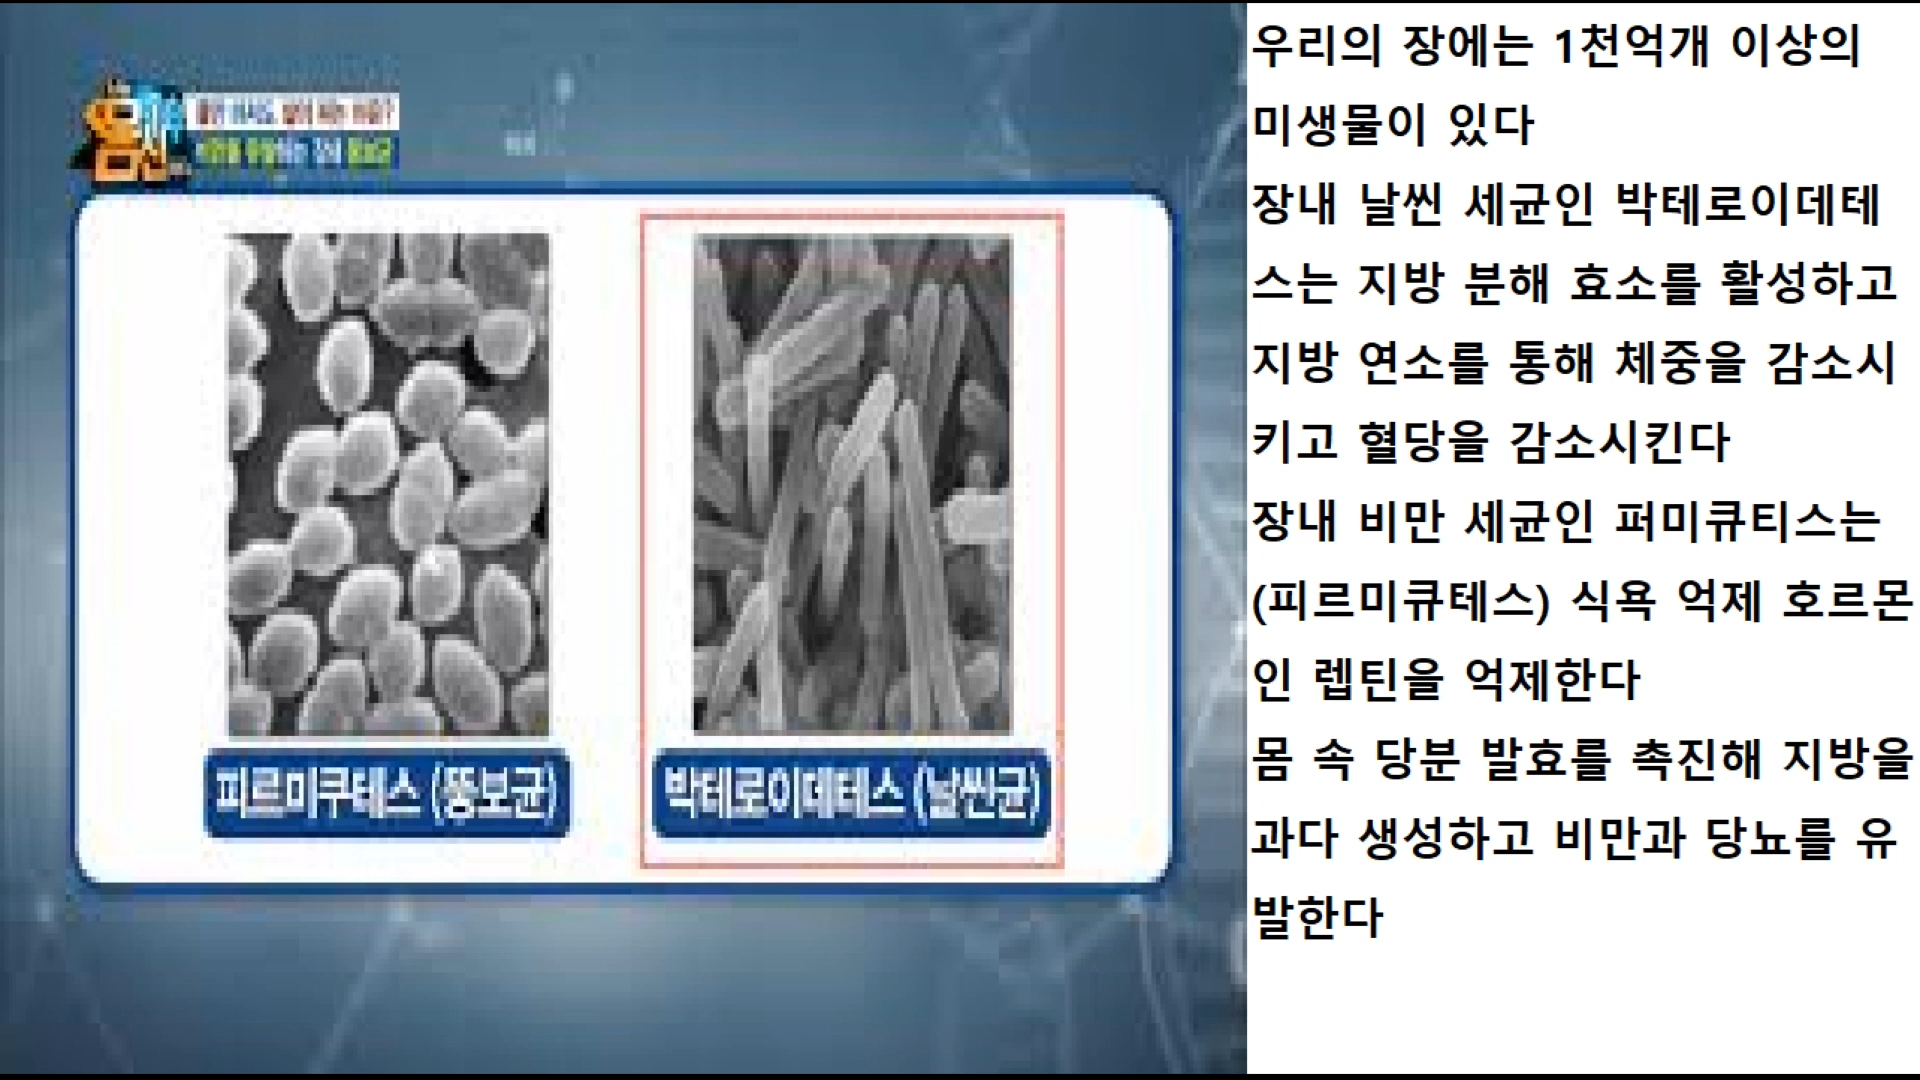 피르미쿠테스 (뚱보균)
박테로이데테스 (날씬균)
우리의 장에는 1천억개 이상의
미생물이 있다
장내 날씬 세균인 박테로이데테
스는 지방 분해 효소를 활성하고
지방 연소를 통해 체중을 감소시
키고 혈당을 감소시킨다
장내 비만 세균인 퍼미큐티스는
(피르미큐테스) 식욕 억제 호르몬
인 렙틴을 억제한다
몸 속 당분 발효를 촉진해 지방을
과다 생성하고 비만과 당뇨를 유
발한다